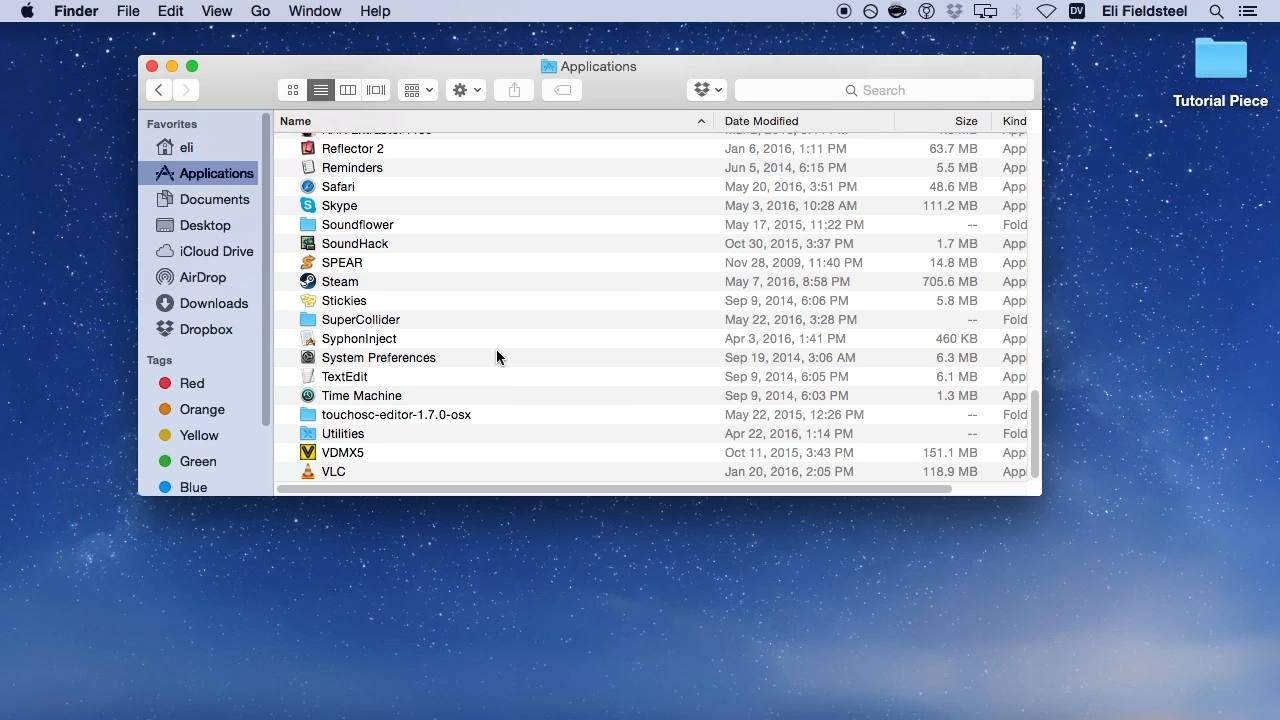 Finder File Edit View Go Window Help DV Eli Fieldsteel
Applications
Search
Tutorial Piece
Favorites
eli
Applications
Documents
Desktop
iCloud Drive
AirDrop
Downloads
Dropbox
Tags
Red
Orange
Yellow
Green
Blue
Name Date Modified Size Kind
Reflector 2 Jan 6, 2016, 1:11 PM 63.7 MB App
Reminders Jun 5, 2014, 6:15 PM 5.5 MB App
Safari May 20, 2016, 3:51 PM 48.6 MB App
Skype May 3, 2016, 10:28 AM 111.2 MB App
Soundflower May 17, 2015, 11:22 PM -- Fold
SoundHack Oct 30, 2015, 3:37 PM 1.7 MB App
SPEAR Nov 28, 2009, 11:40 PM 14.8 MB App
Steam May 7, 2016, 8:58 PM 705.6 MB App
Stickies Sep 9, 2014, 6:06 PM 5.8 MB App
SuperCollider May 22, 2016, 3:28 PM -- Fold
SyphonInject Apr 3, 2016, 1:41 PM 460 KB App
System Preferences Sep 19, 2014, 3:06 AM 6.3 MB App
TextEdit Sep 9, 2014, 6:05 PM 6.1 MB App
Time Machine Sep 9, 2014, 6:03 PM 1.3 MB App
touchosc-editor-1.7.0-osx May 22, 2015, 12:26 PM -- Fold
Utilities Apr 22, 2016, 1:14 PM -- Fold
VDMX5 Oct 11, 2015, 3:43 PM 151.1 MB App
VLC Jan 20, 2016, 2:05 PM 118.9 MB App